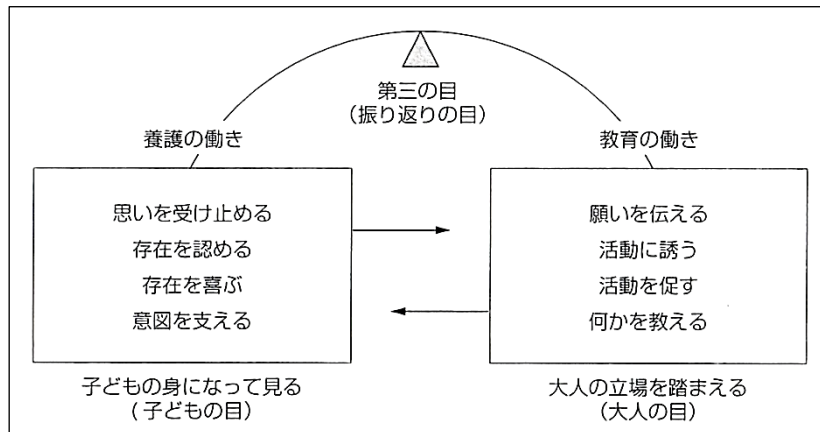 第三の目
（振り返りの目）
養護の働き
教育の働き
思いを受け止める
存在を認める
存在を喜ぶ
意図を支える
願いを伝える
活動に誘う
活動を促す
何かを教える
子どもの身になって見る
（子どもの目）
大人の立場を踏まえる
（大人の目）